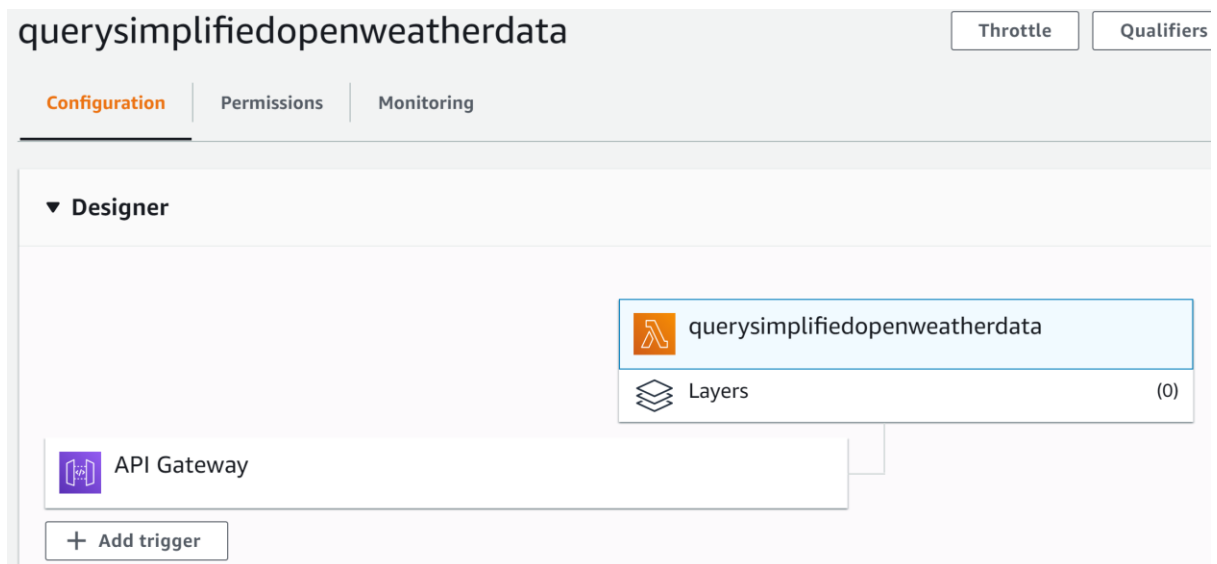 querysimplifiedopenweatherdata
Throttle
Qualifiers
Configuration
Permissions
Monitoring
Designer
querysimplifiedopenweatherdata
Layers
(0)
API Gateway
+ Add trigger